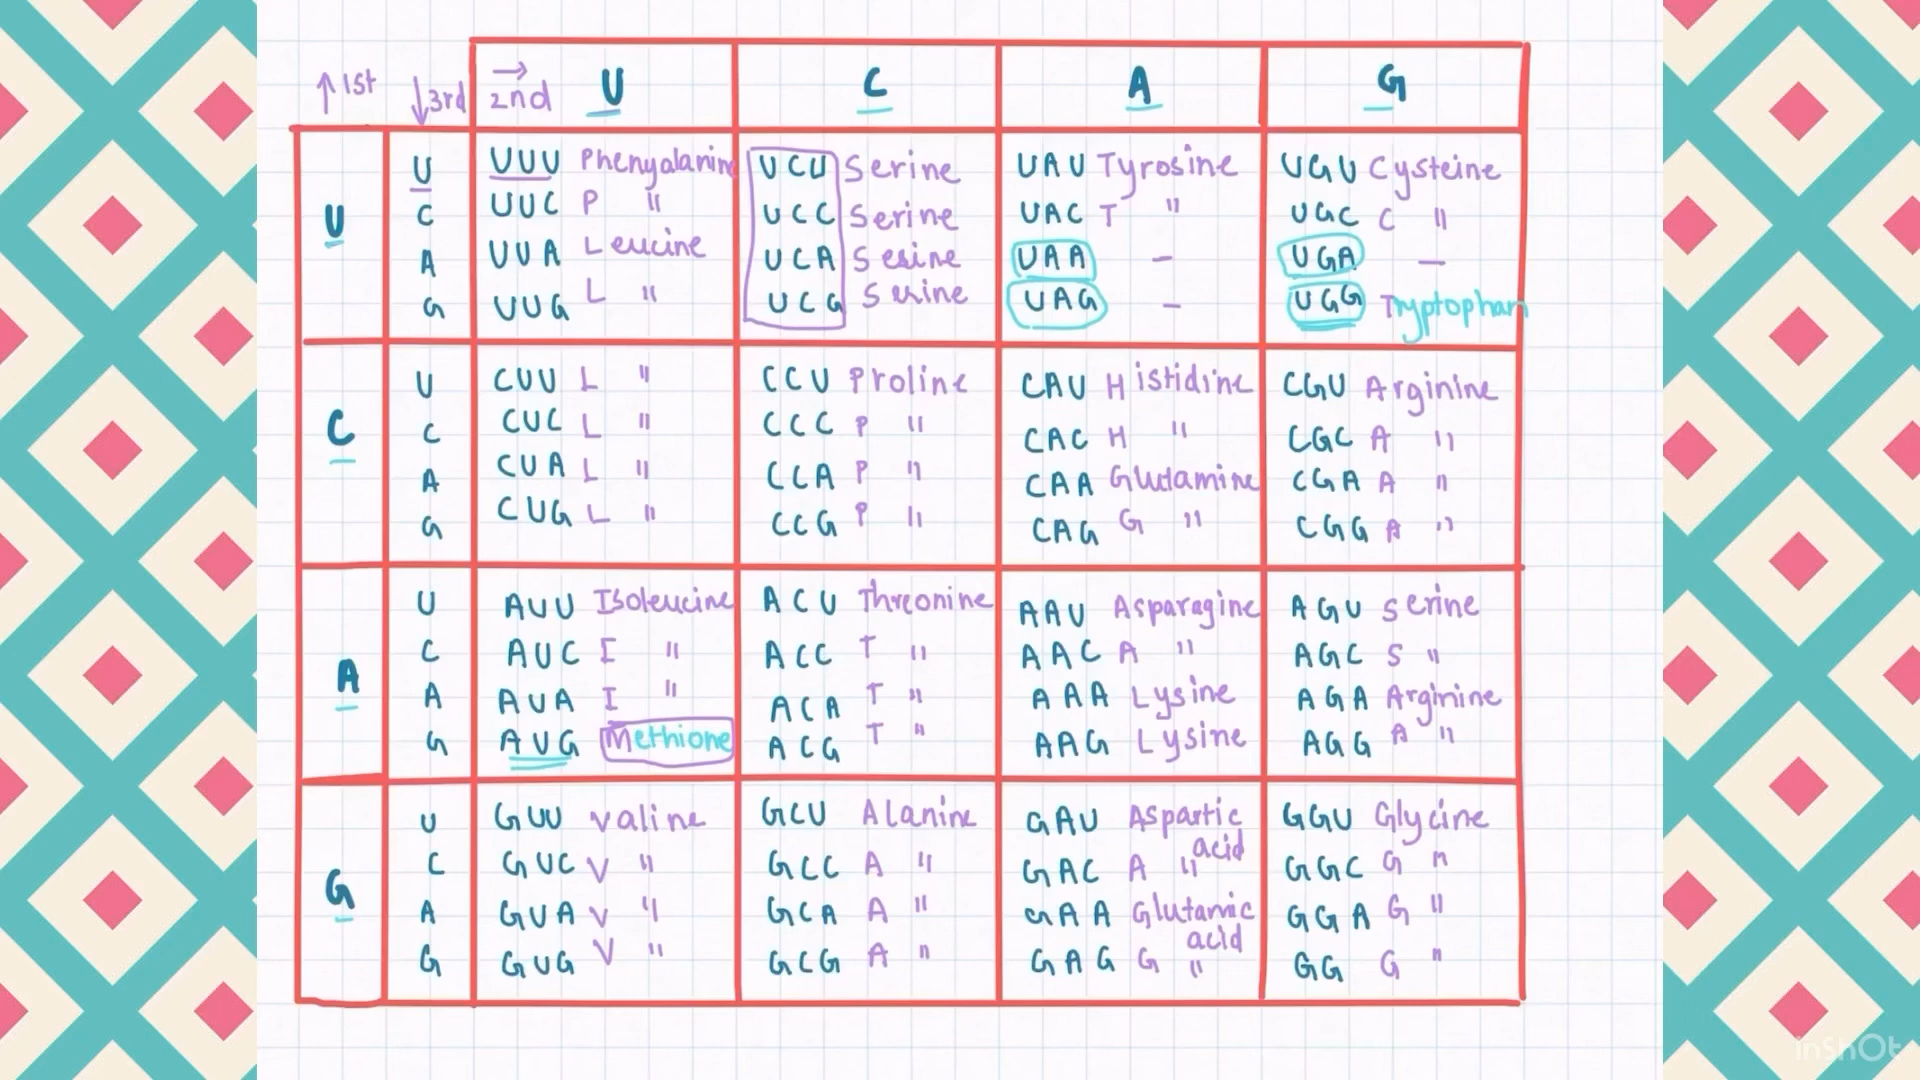 ↑ 1st ↓ 3rd → 2nd U C A G
U U UUU Phenyalanine UCU Serine UAU Tyrosine UGU Cysteine
C UUC P " UCC Serine UAC T " UGC C "
A UUA Leucine UCA Serine UAA — UGA —
G UUG L " UCG Serine UAG — UGG Tryptophan
C U CUU L " CCU Proline CAU Histidine CGU Arginine
C CUC L " CCC P " CAC H " CGC A "
A CUA L " CCA P " CAA Glutamine CGA A "
G CUG L " CCG P " CAG G " CGG A "
A U AUU Isoleucine ACU Threonine AAU Asparagine AGU Serine
C AUC I " ACC T " AAC A " AGC S "
A AUA I " ACA T " AAA Lysine AGA Arginine
G AUG Methione ACG T " AAG Lysine AGG A "
G U GUU Valine GCU Alanine GAU Aspartic acid GGU Glycine
C GUC V " GCC A " GAC A " GGC G "
A GUA V " GCA A " GAA Glutamic acid GGA G "
G GUG V " GCG A " GAG G " GG G "
InShOt